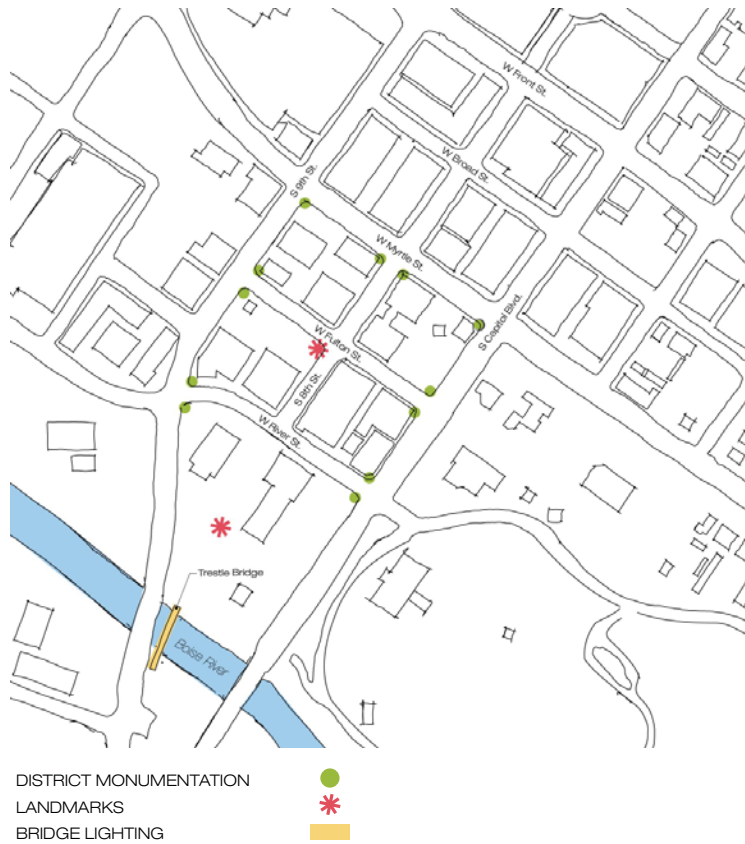 W Front St.
W Broad St.
S 9th St.
W Myrtle St.
S Capitol Blvd.
W Fulton St.
S 8th St.
W River St.
Trestle Bridge
Boise River
DISTRICT MONUMENTATION
LANDMARKS
BRIDGE LIGHTING